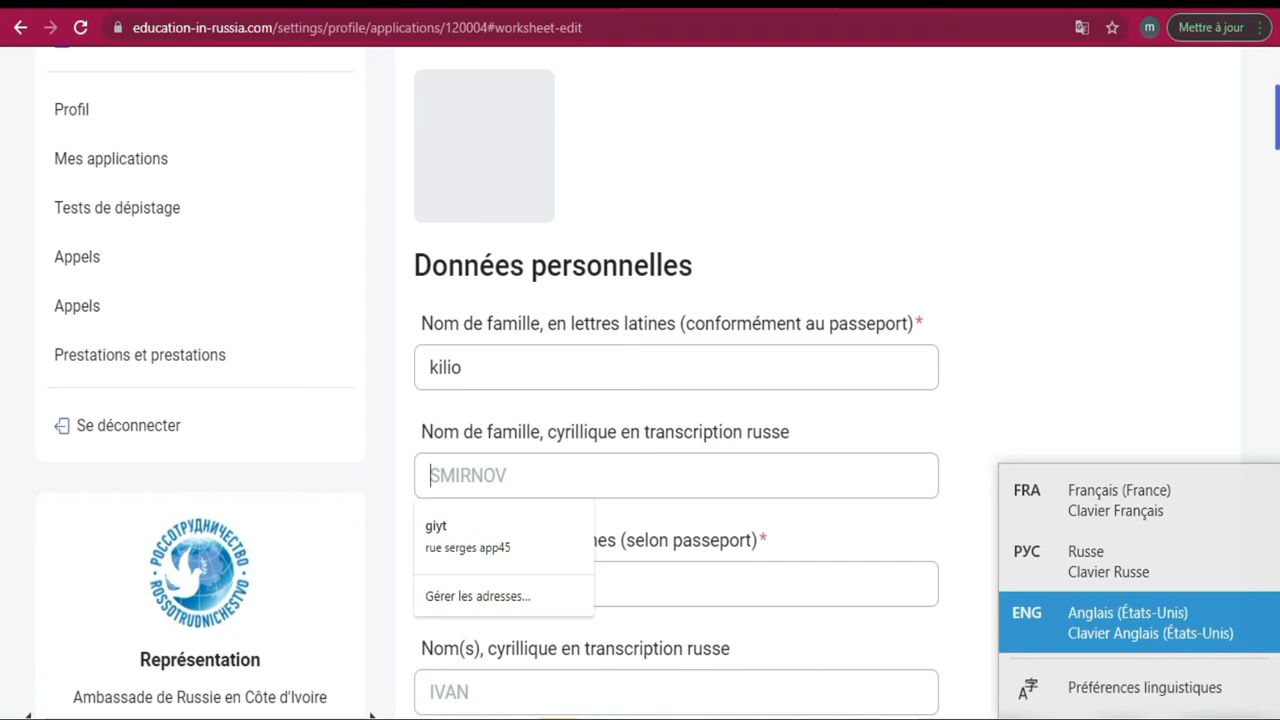 education-in-russia.com/settings/profile/applications/120004#worksheet-edit
m
Mettre à jour
Profil
Mes applications
Tests de dépistage
Appels
Appels
Prestations et prestations
Se déconnecter
РОССОТРУДНИЧЕСТВО
ROSSOTRUDNICHESTVO
Représentation
Ambassade de Russie en Côte d'Ivoire
Données personnelles
Nom de famille, en lettres latines (conformément au passeport)*
kilio
Nom de famille, cyrillique en transcription russe
SMIRNOV
giyt
rue serges app45
Gérer les adresses...
(selon passeport)*
Nom(s), cyrillique en transcription russe
IVAN
FRA Français (France)
Clavier Français
РУС Russe
Clavier Russe
ENG Anglais (États-Unis)
Clavier Anglais (États-Unis)
Préférences linguistiques